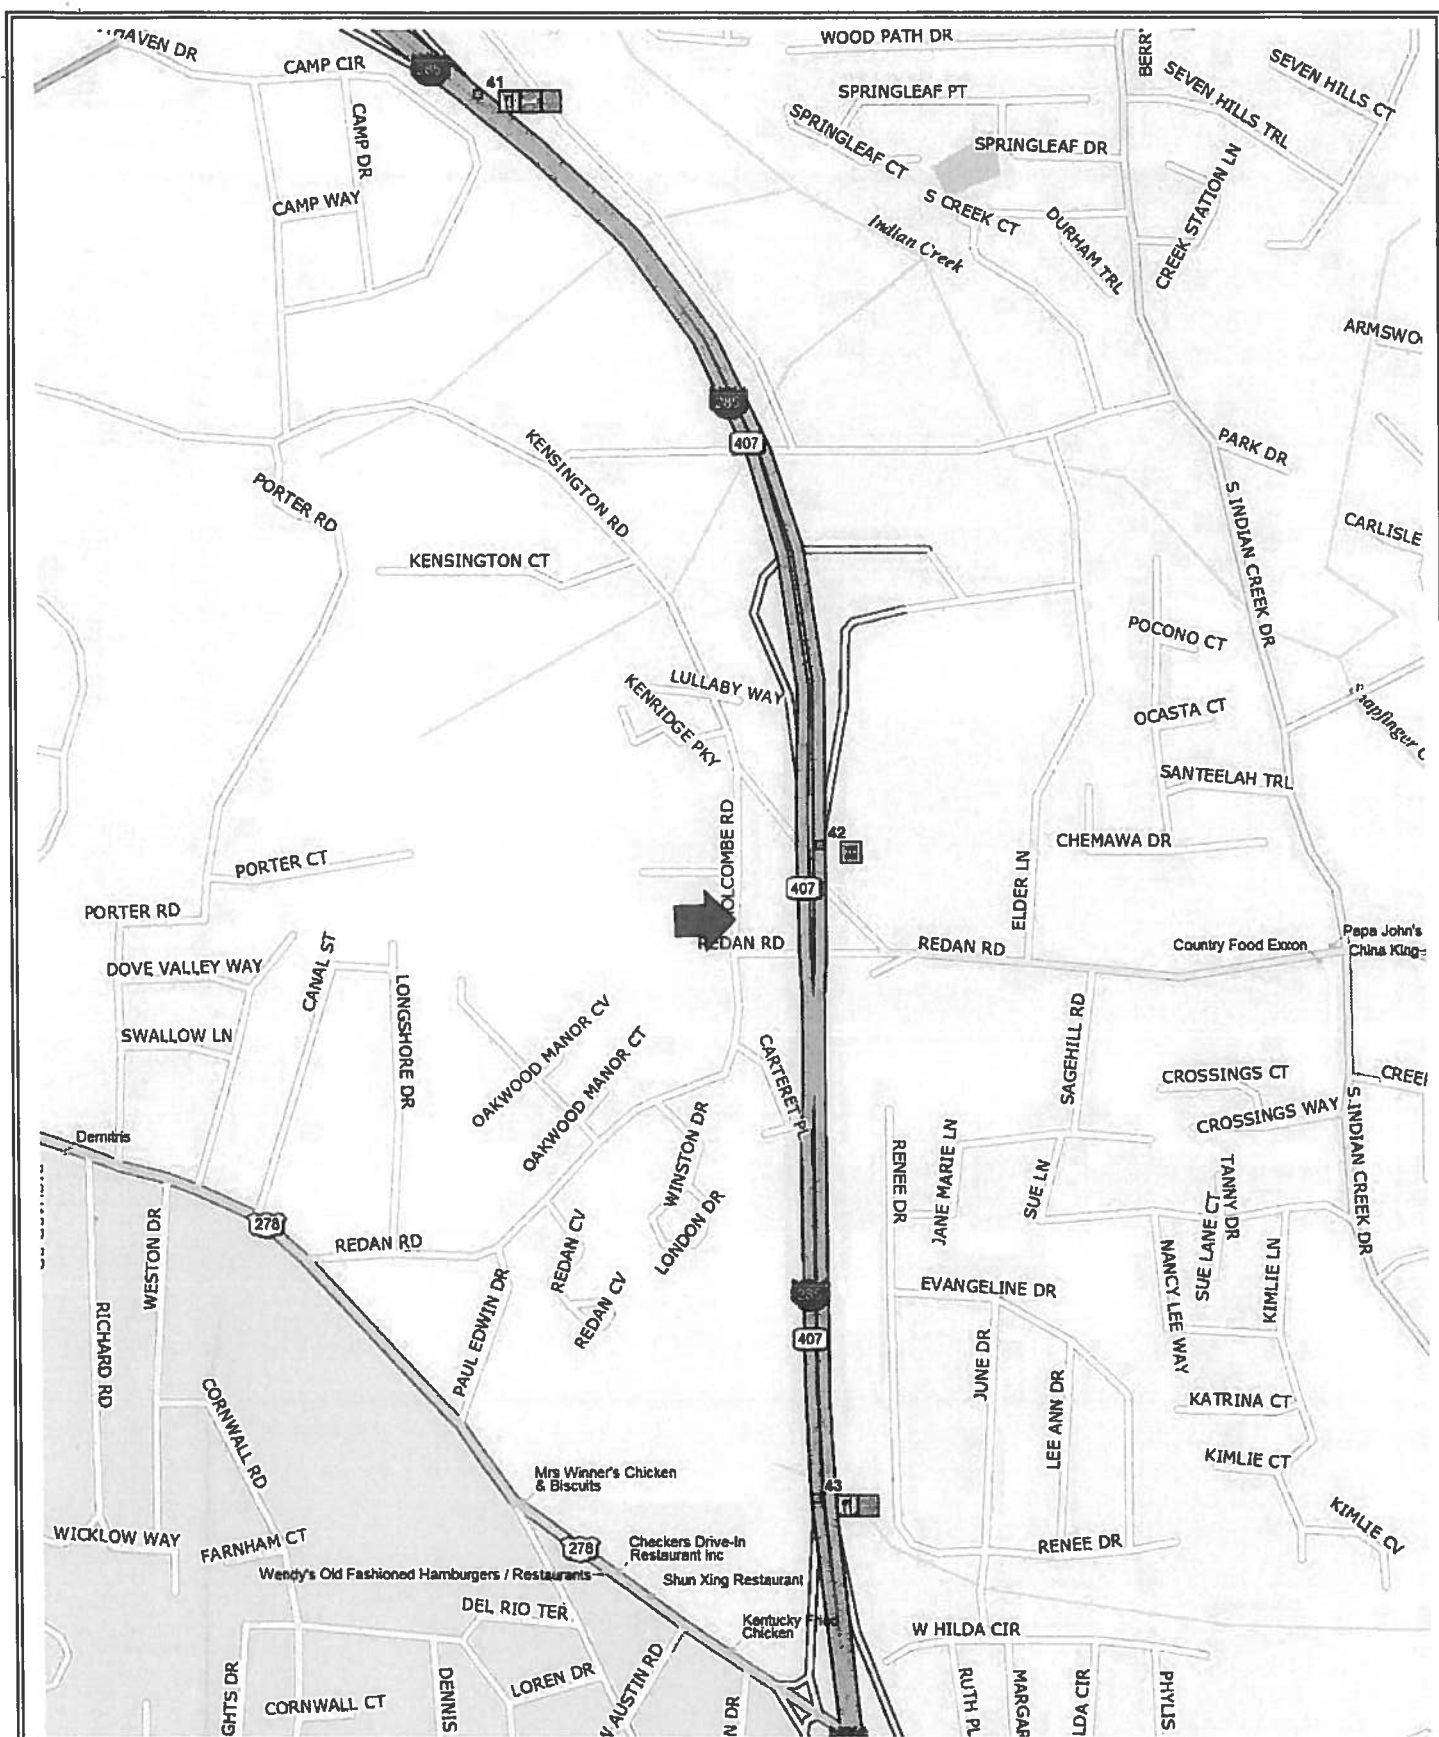 WOOD PATH DR
CAMP CIR
285
41
SPRINGLEAF PT
SEVEN HILLS TRL
SEVEN HILLS CT
CAMP DR
SPRINGLEAF CT
SPRINGLEAF DR
CREEK STATION LN
CAMP WAY
S CREEK CT
Indian Creek
DURHAM TRL
285
407
KENSINGTON RD
PARK DR
PORTER RD
S INDIAN CREEK DR
CARLISLE
KENSINGTON CT
POCONO CT
LULLABY WAY
KENRIDGE PKY
OCASTA CT
SANTEELAH TRL
42
CHEMAWA DR
PORTER CT
ELDER LN
407
PORTER RD
REDAN RD
REDAN RD
Country Food Exxon
Papa John's
China King
DOVE VALLEY WAY
CANAL ST
LONGSHORE DR
SWALLOW LN
OAKWOOD MANOR CV
OAKWOOD MANOR CT
CARTERET PL
SAGEHILL RD
CROSSINGS CT
CROSSINGS WAY
S INDIAN CREEK DR
Demitris
WINSTON DR
RENEE DR
JANE MARIE LN
SUE LN
TANNY DR
SUE LANE CT
278
WESTON DR
REDAN RD
REDAN CV
LONDON DR
NANCY LEE WAY
KIMLIE LN
REDAN CV
PAUL EDWIN DR
EVANGELINE DR
RICHARD RD
407
JUNE DR
LEE ANN DR
KATRINA CT
CORNWALL RD
KIMLIE CT
Mrs Winner's Chicken
& Biscuits
43
KIMLIE CV
WICKLOW WAY
FARNHAM CT
278
Checkers Drive-In
Restaurant Inc
RENEE DR
Wendy's Old Fashioned Hamburgers / Restaurants
Shun Xing Restaurant
DEL RIO TER
Kentucky Fried
Chicken
W HILDA CIR
LOREN DR
AUSTIN RD
CORNWALL CT
DENNIS
RUTH PL
PHYLIS